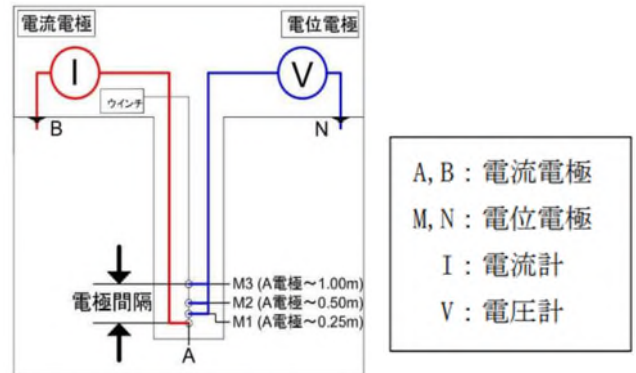 電流電極
電位電極
I
V
ウインチ
B
N
M3 (A電極～1.00m)
電極間隔
M2 (A電極～0.50m)
M1 (A電極～0.25m)
A
A,B：電流電極
M,N：電位電極
I：電流計
V：電圧計